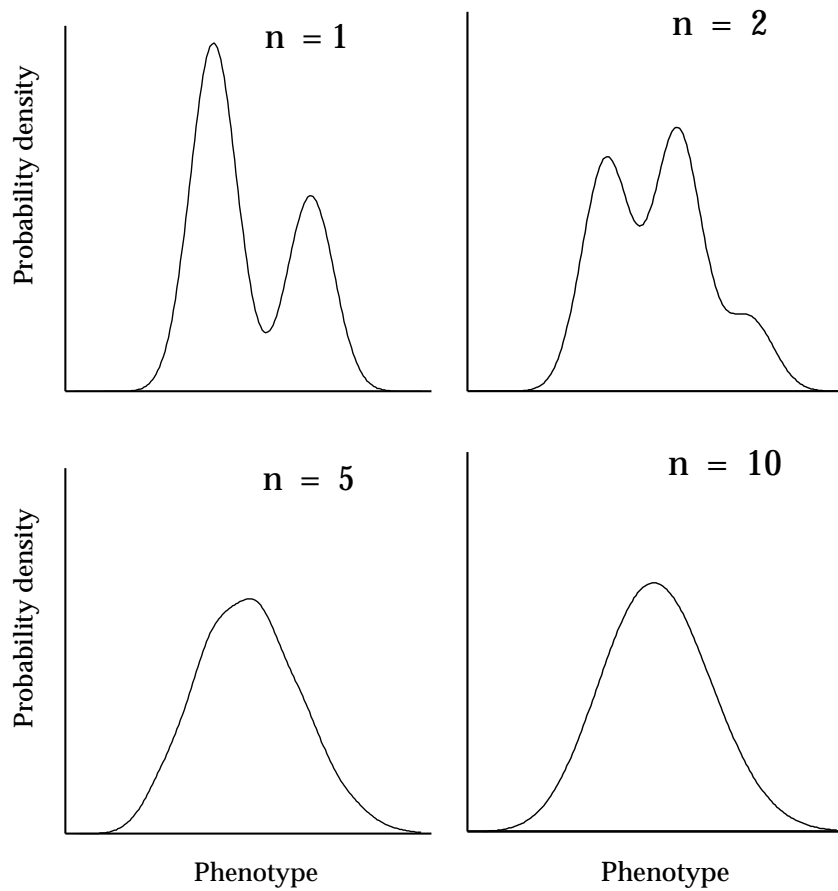 n = 1
n = 2
Probability density
n = 5
n = 10
Probability density
Phenotype
Phenotype